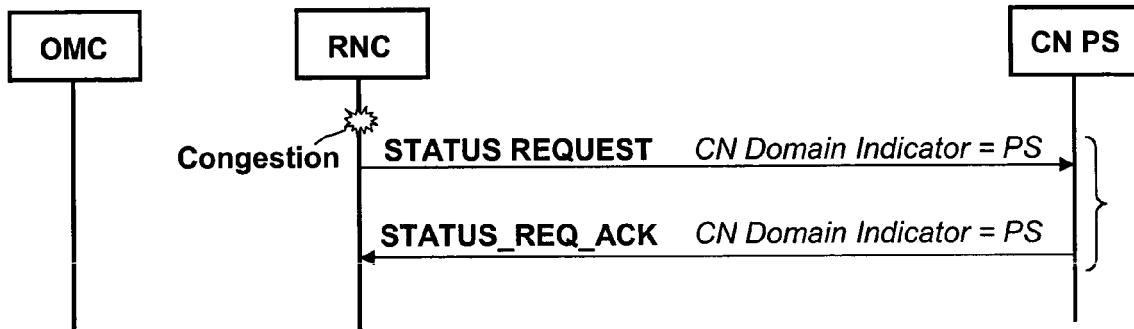 OMC RNC CN PS
Congestion
STATUS REQUEST CN Domain Indicator = PS
STATUS_REQ_ACK CN Domain Indicator = PS